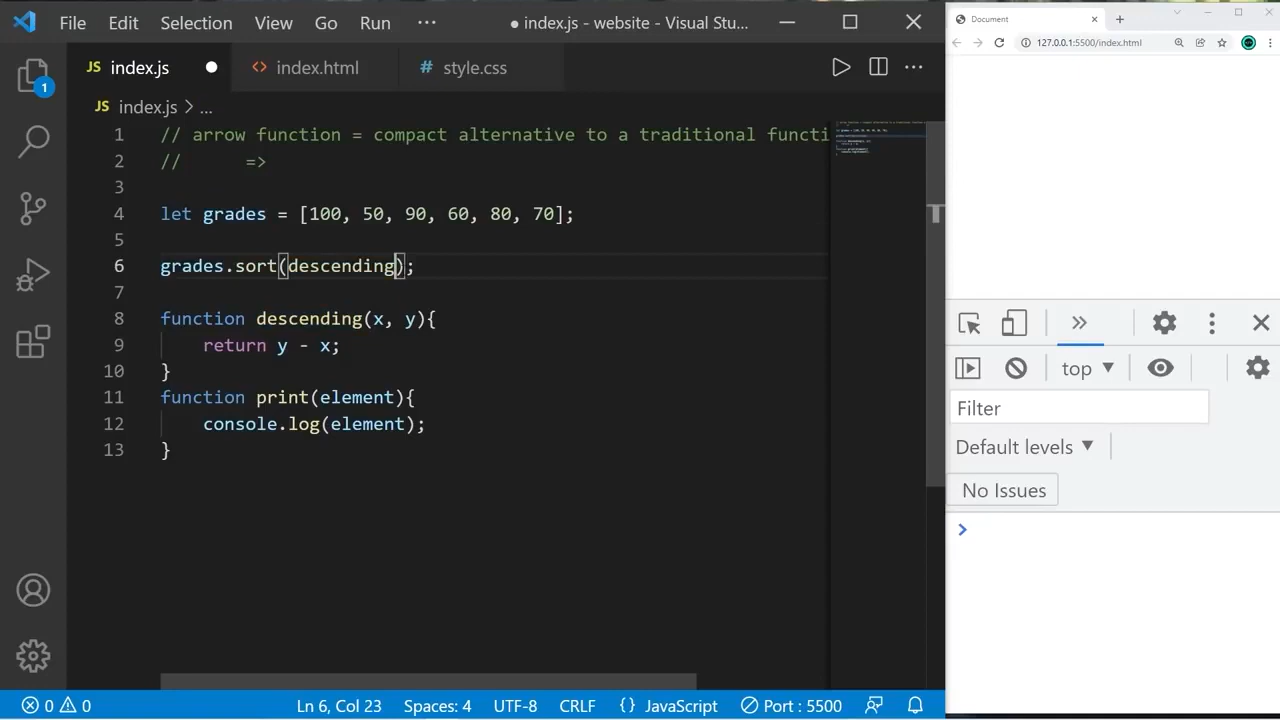 File Edit Selection View Go Run ··· ● index.js - website - Visual Stu...
JS index.js ● <> index.html # style.css
JS index.js > ...
1 // arrow function = compact alternative to a traditional functi
2 //      =>
3
4 let grades = [100, 50, 90, 60, 80, 70];
5
6 grades.sort(descending);
7
8 function descending(x, y){
9     return y - x;
10 }
11 function print(element){
12     console.log(element);
13 }
1
0 0 Ln 6, Col 23 Spaces: 4 UTF-8 CRLF {} JavaScript Port : 5500
Document
127.0.0.1:5500/index.html
top ▼
Filter
Default levels ▼
No Issues
>